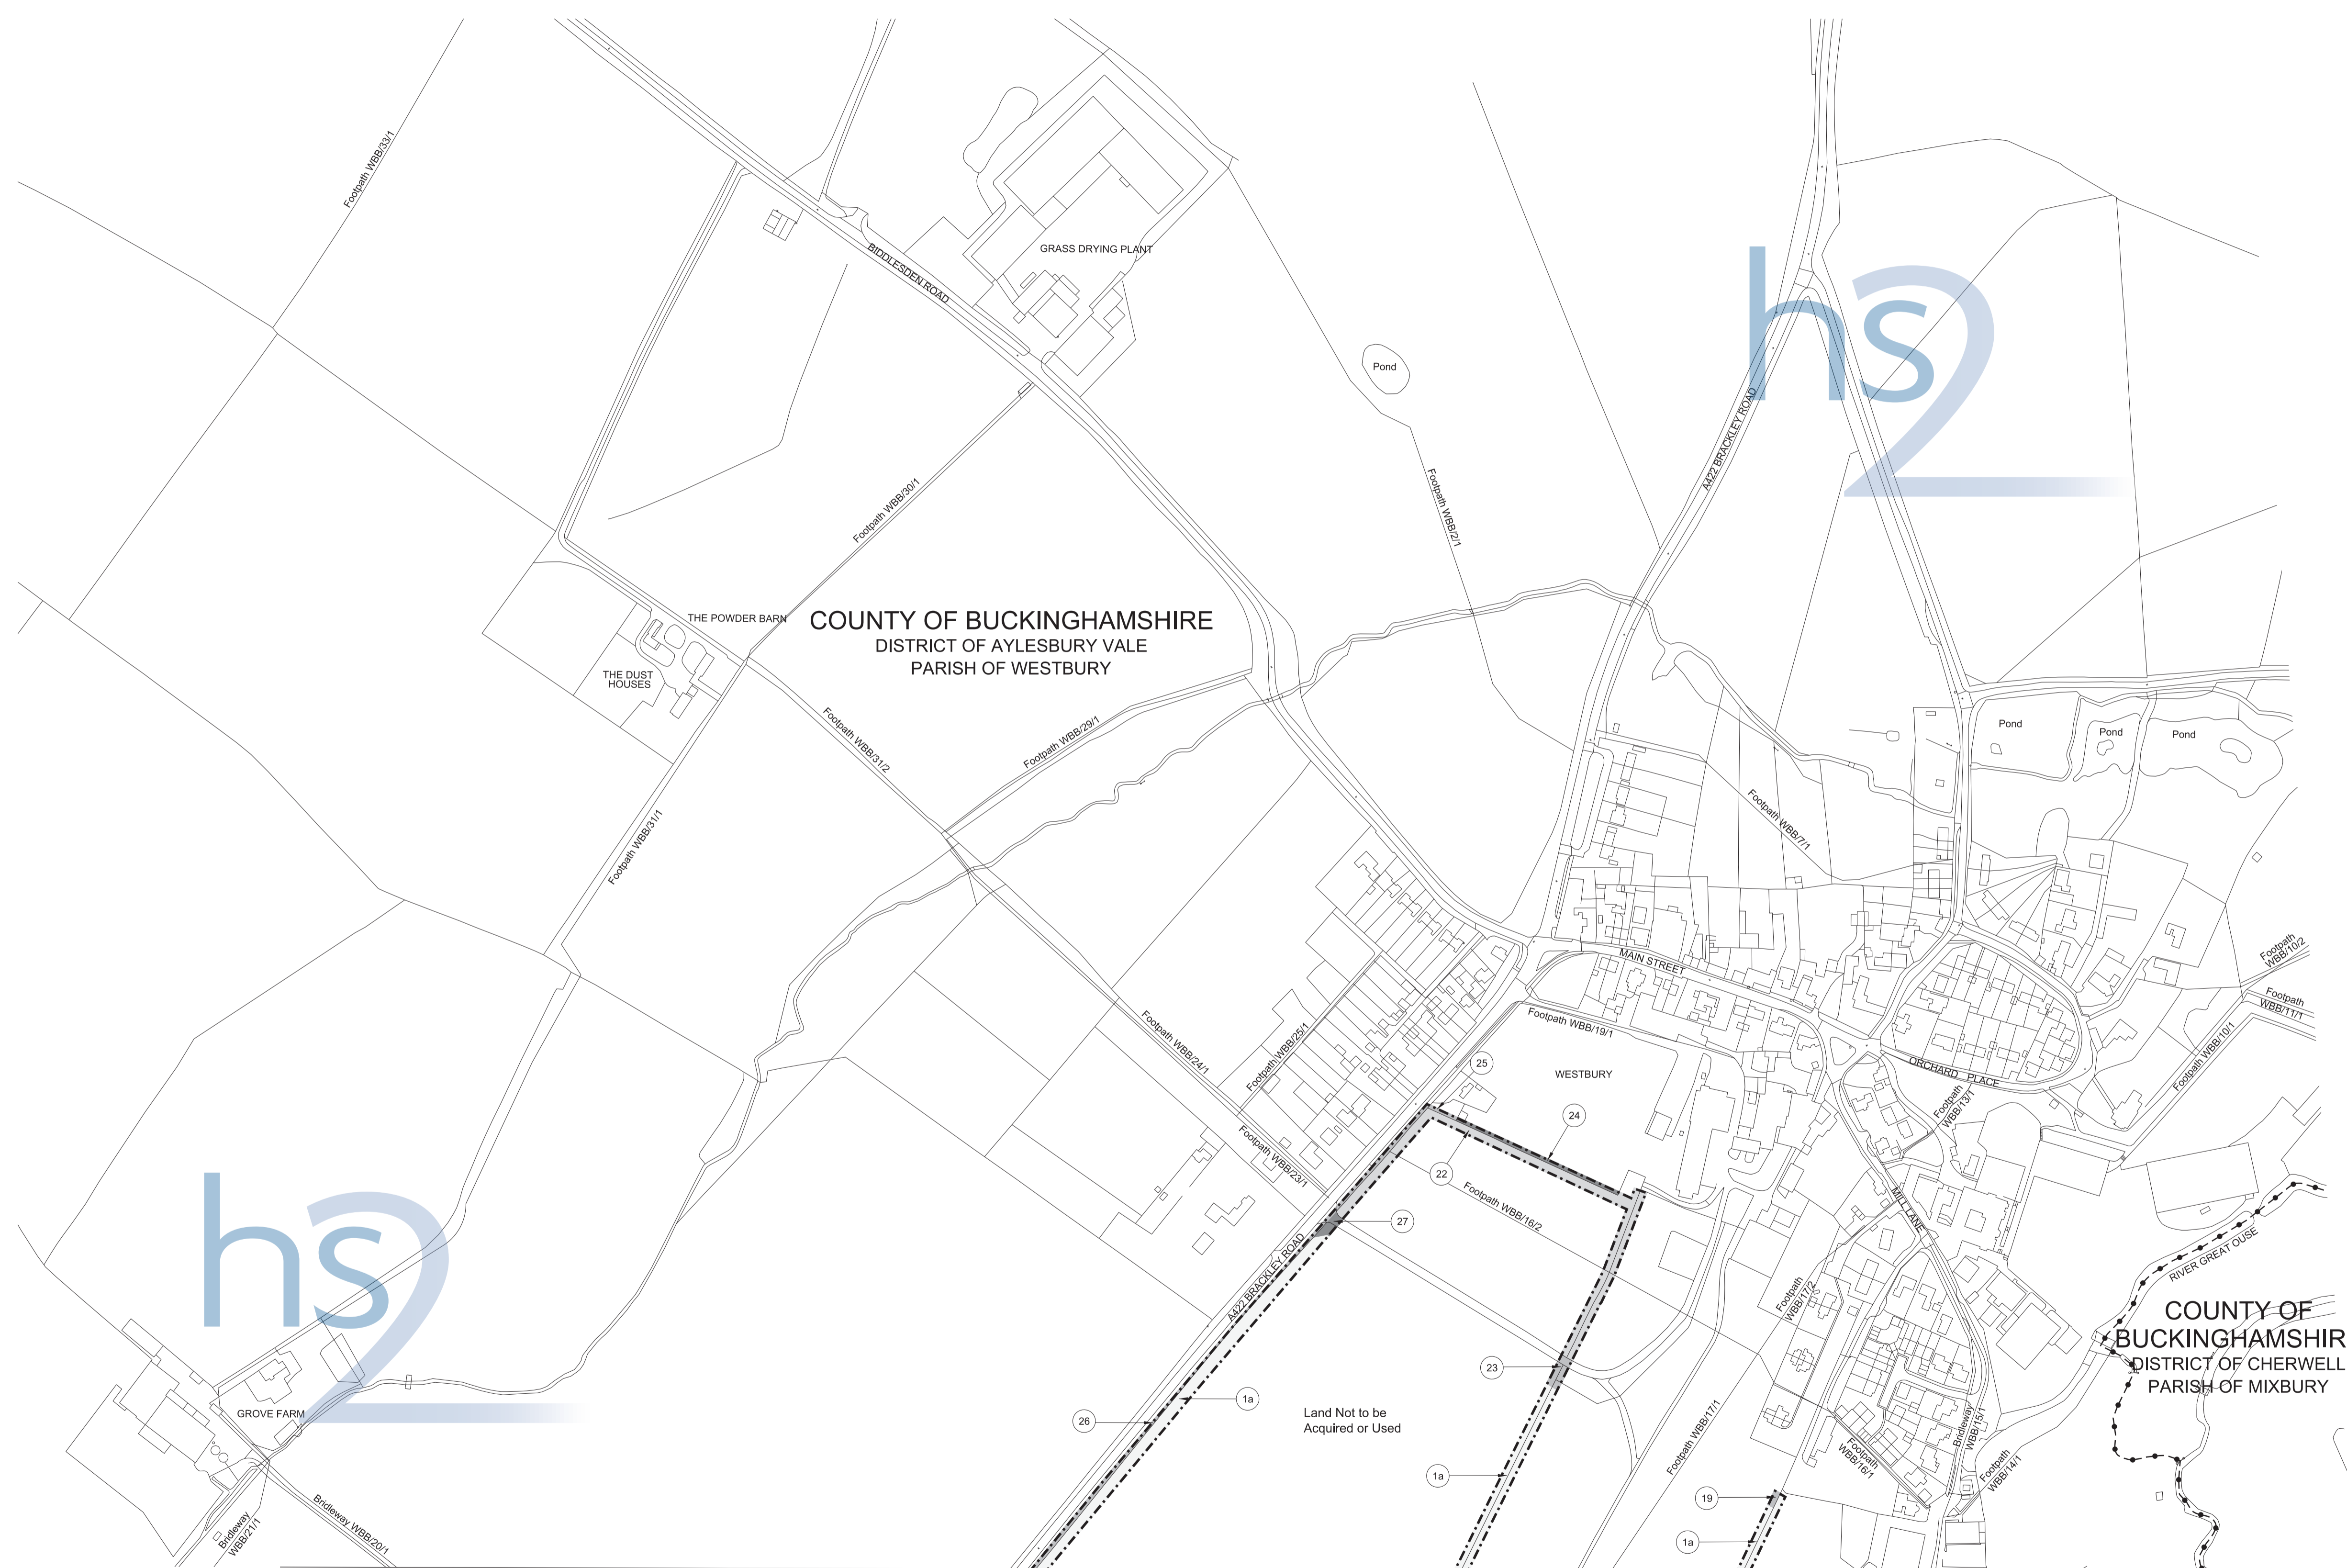 Footpath WBB/33/1
BIDDLESDEN ROAD
GRASS DRYING PLANT
hs2
Pond
A422 BRACKLEY ROAD
Footpath WBB/2/1
Footpath WBB/30/1
THE POWDER BARN
COUNTY OF BUCKINGHAMSHIRE
DISTRICT OF AYLESBURY VALE
PARISH OF WESTBURY
THE DUST
HOUSES
Footpath WBB/31/2
Footpath WBB/29/1
Footpath WBB/31/1
Pond
Pond
Pond
Footpath WBB/7/1
MAIN STREET
Footpath
WBB/10/2
Footpath
WBB/11/1
Footpath WBB/10/1
Footpath WBB/19/1
Footpath WBB/24/1
Footpath WBB/25/1
25
WESTBURY
ORCHARD PLACE
Footpath
WBB/13/1
24
Footpath WBB/23/1
22
Footpath WBB/16/2
27
MILL LANE
RIVER GREAT OUSE
A422 BRACKLEY ROAD
Footpath
WBB/17/2
hs2
COUNTY OF
BUCKINGHAMSHIR
DISTRICT OF CHERWELL
PARISH OF MIXBURY
23
1a
26
Land Not to be
Acquired or Used
GROVE FARM
Footpath WBB/17/1
Footpath
WBB/16/1
Bridleway
WBB/15/1
Footpath
WBB/14/1
1a
19
1a
Bridleway
WBB/21/1
Bridleway WBB/20/1